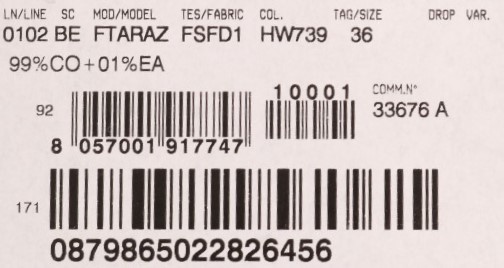 LN/LINE SC MOD/MODEL TES/FABRIC COL. TAG/SIZE DROP VAR.
0102 BE FTARAZ FSFD1 HW739 36
99%CO+01%EA
10001 COMM.N°
92 33676 A
8 057001 917747
171
0879865022826456